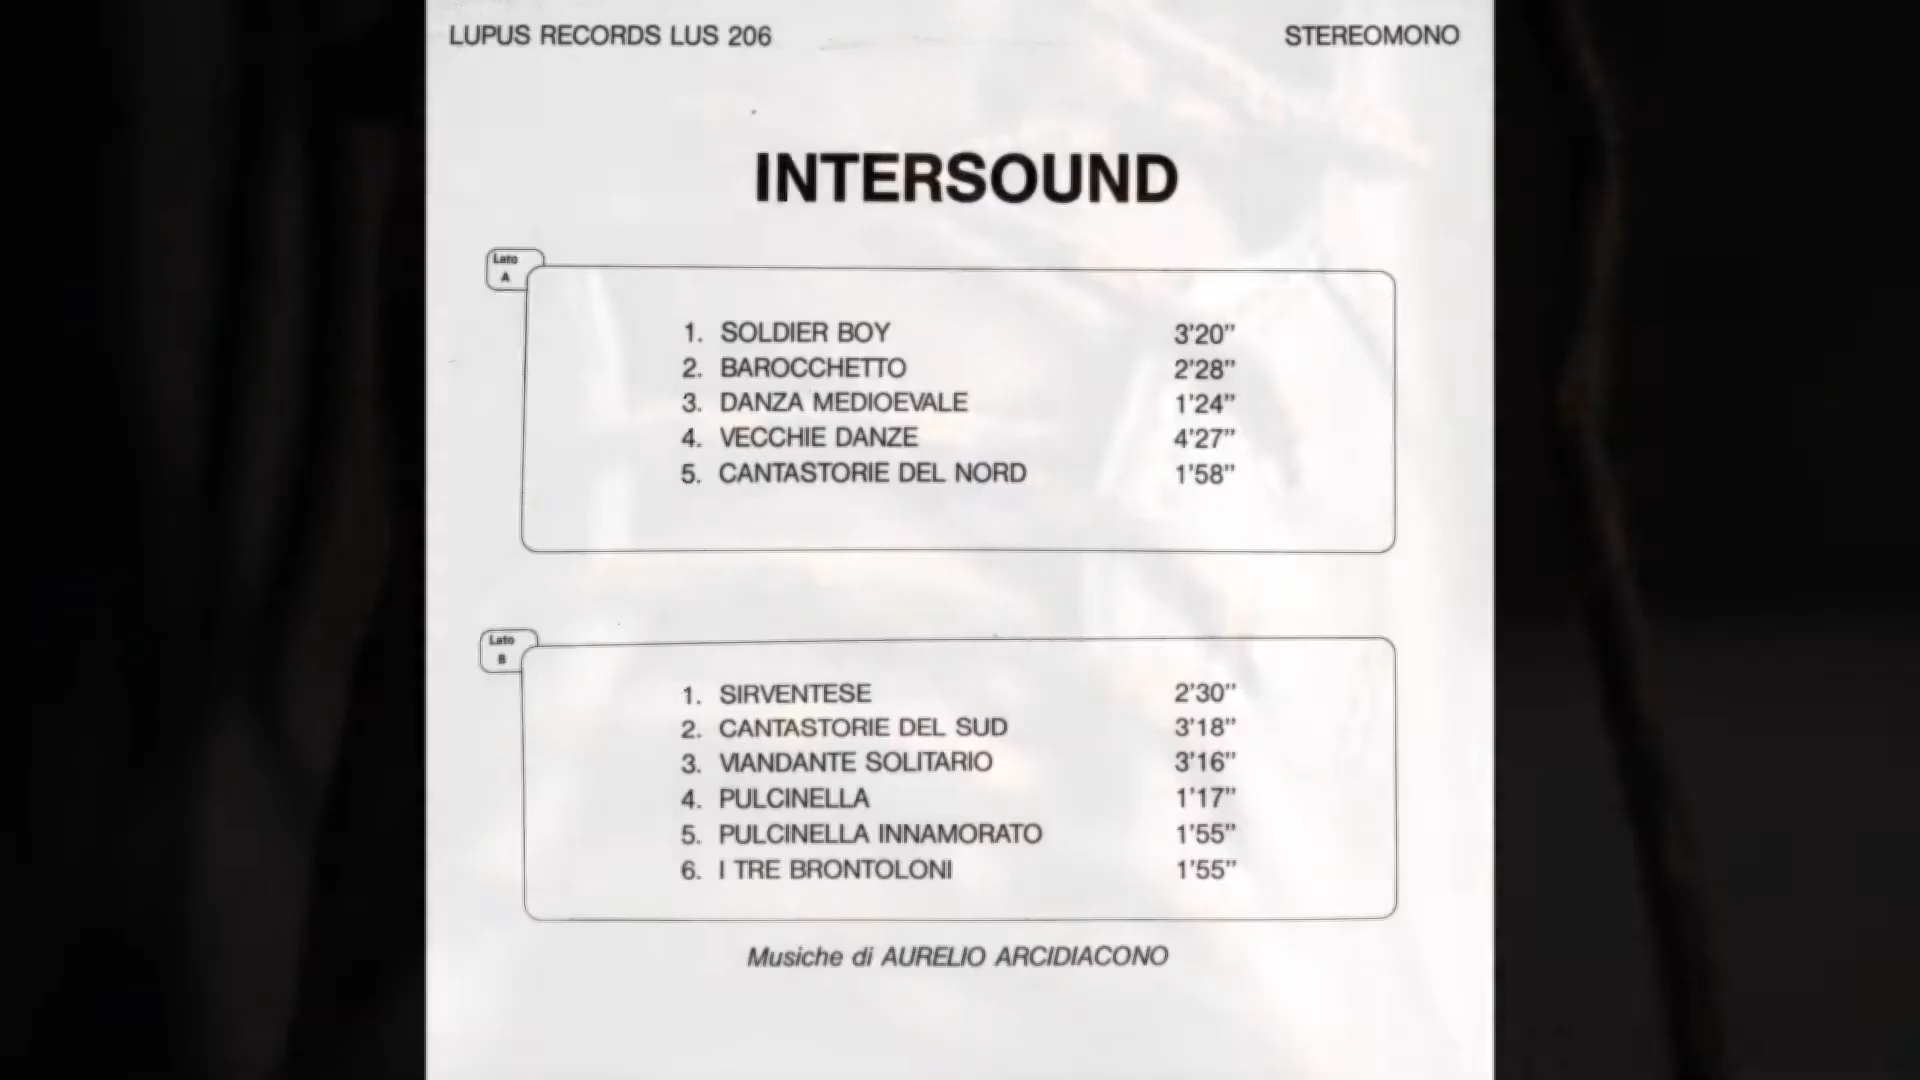 LUPUS RECORDS LUS 206 STEREOMONO
INTERSOUND
Lato
A
1. SOLDIER BOY 3'20”
2. BAROCCHETTO 2'28”
3. DANZA MEDIOEVALE 1'24”
4. VECCHIE DANZE 4'27”
5. CANTASTORIE DEL NORD 1'58”
Lato
B
1. SIRVENTESE 2'30”
2. CANTASTORIE DEL SUD 3'18”
3. VIANDANTE SOLITARIO 3'16”
4. PULCINELLA 1'17”
5. PULCINELLA INNAMORATO 1'55”
6. I TRE BRONTOLONI 1'55”
Musiche di AURELIO ARCIDIACONO